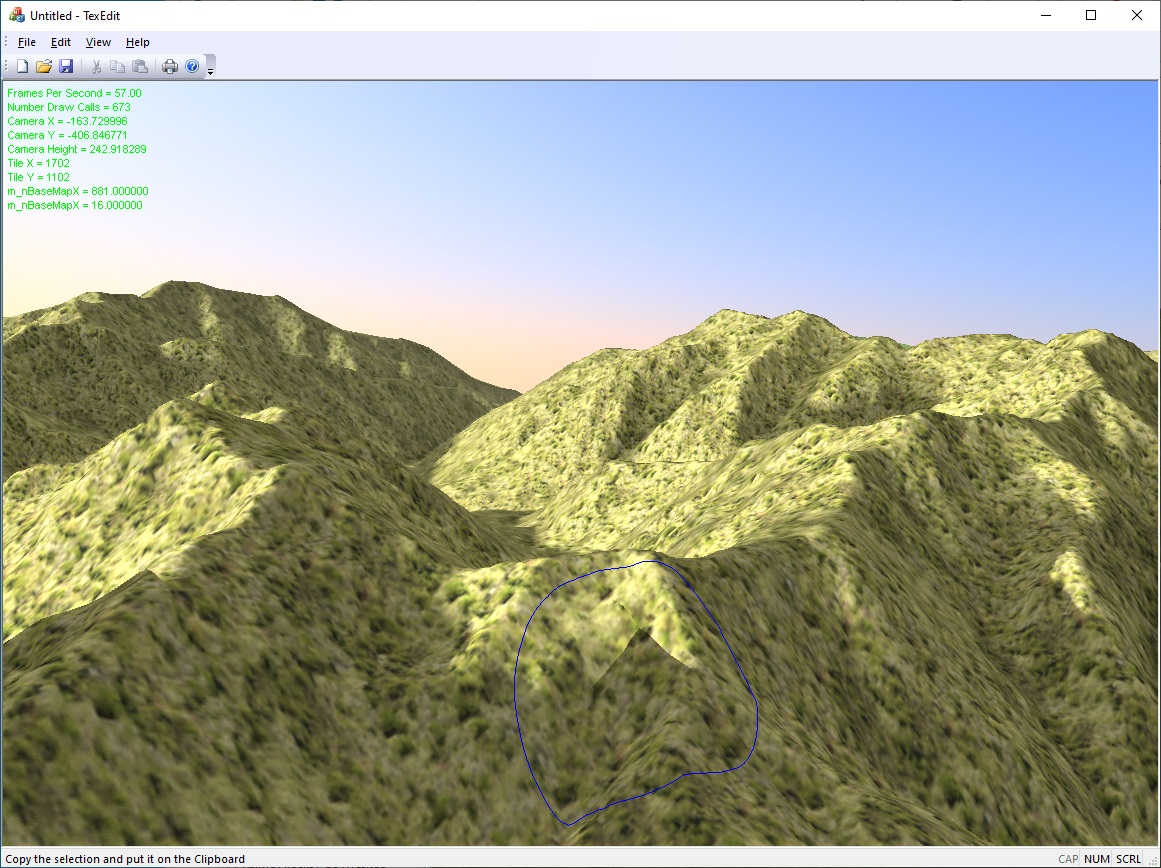 Untitled - TexEdit
File Edit View Help
Frames Per Second = 57.00
Number Draw Calls = 673
Camera X = -163.729996
Camera Y = -406.846771
Camera Height = 242.918289
Tile X = 1702
Tile Y = 1102
m_nBaseMapX = 881.000000
m_nBaseMapX = 16.000000
Copy the selection and put it on the Clipboard CAP NUM SCRL